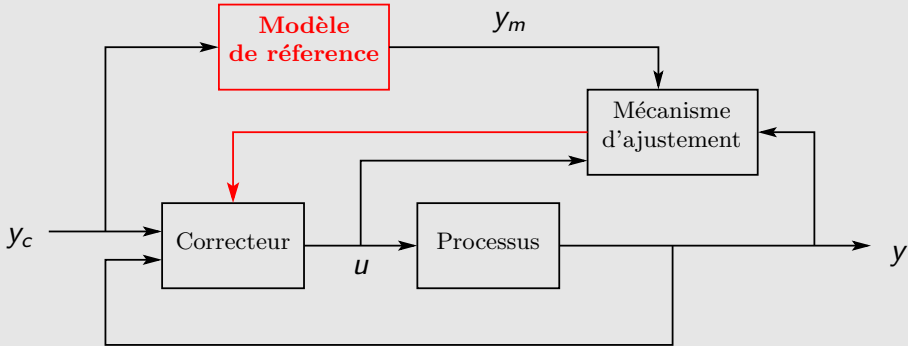 Modèle
de réference
y_m
Mécanisme
d'ajustement
y_c
Correcteur
u
Processus
y